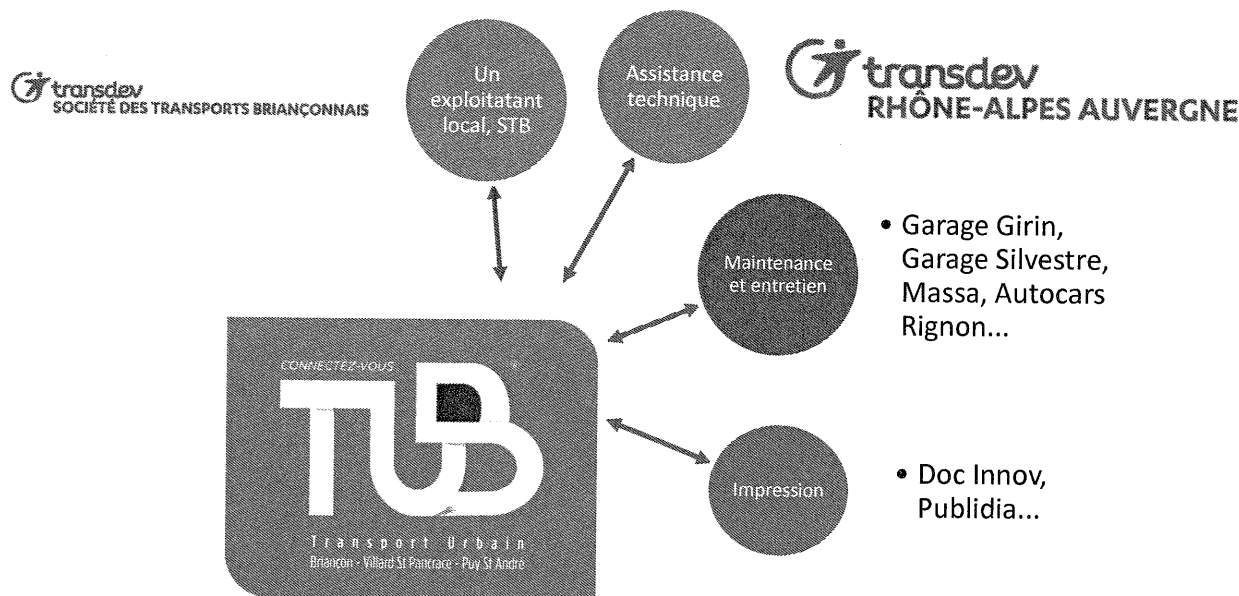 transdev
SOCIÉTÉ DES TRANSPORTS BRIANÇONNAIS
Un
exploitatant
local, STB
Assistance
technique
transdev
RHÔNE-ALPES AUVERGNE
Maintenance
et entretien
• Garage Girin,
Garage Silvestre,
Massa, Autocars
Rignon...
CONNECTEZ-VOUS
TUB
Transport Urbain
Briançon - Villard St Pancrace - Puy St André
Impression
• Doc Innov,
Publidia...